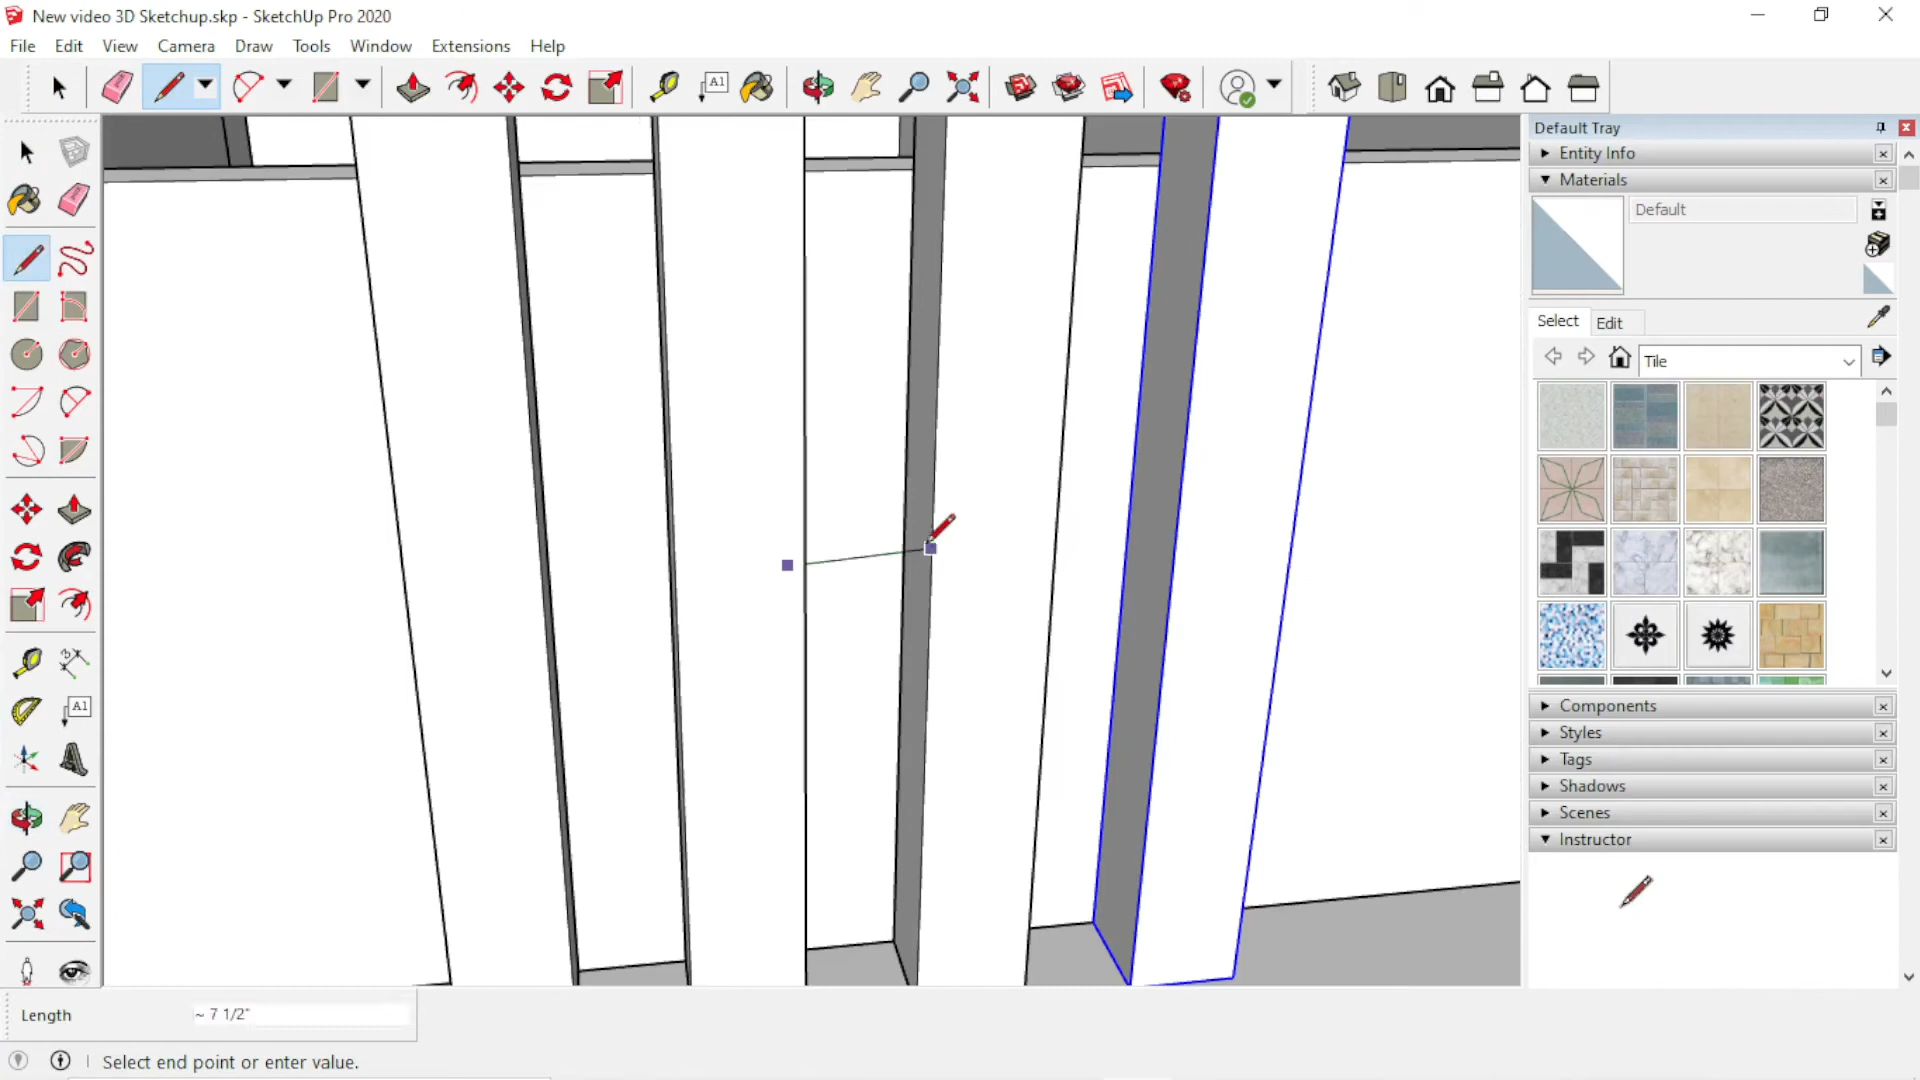 New video 3D Sketchup.skp - SketchUp Pro 2020
File Edit View Camera Draw Tools Window Extensions Help
A1
Default Tray
Entity Info
Materials
Default
Select Edit
Tile
A1
Components
Styles
Tags
Shadows
Scenes
Instructor
Length ~ 7 1/2"
Select end point or enter value.